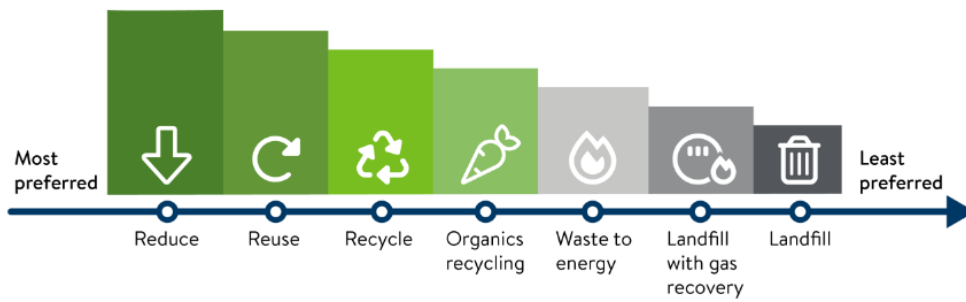 Most
preferred
Least
preferred
Reduce
Reuse
Recycle
Organics
recycling
Waste to
energy
Landfill
with gas
recovery
Landfill